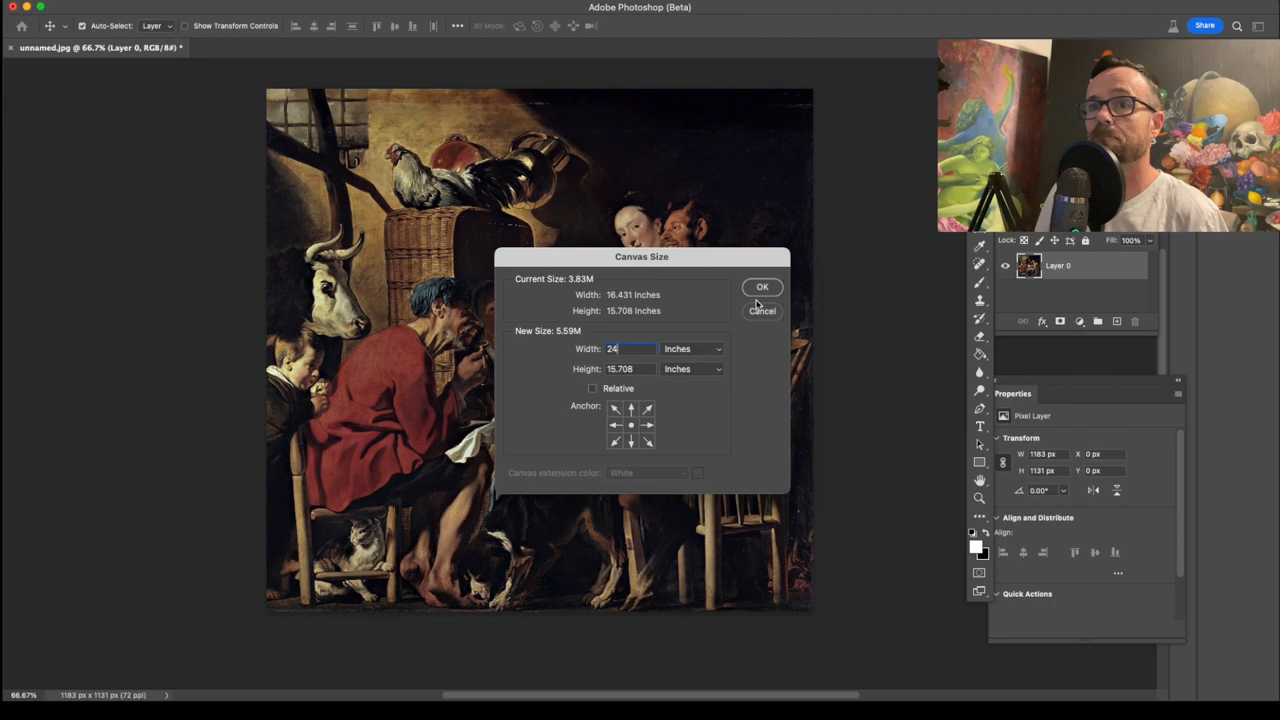 Adobe Photoshop (Beta)
Auto-Select: Layer Show Transform Controls ••• 3D Mode: Share
× unnamed.jpg @ 66.7% (Layer 0, RGB/8#) *
Lock: Fill: 100%
Layer 0
fx
Canvas Size
Current Size: 3.83M
Width: 16.431 Inches
Height: 15.708 Inches
OK
Cancel
New Size: 5.59M
Width: 24 Inches
Height: 15.708 Inches
Relative
Anchor:
Canvas extension color: White
Properties
Pixel Layer
Transform
W 1183 px X 0 px
H 1131 px Y 0 px
0.00°
Align and Distribute
Align:
•••
Quick Actions
66.67% 1183 px x 1131 px (72 ppi)